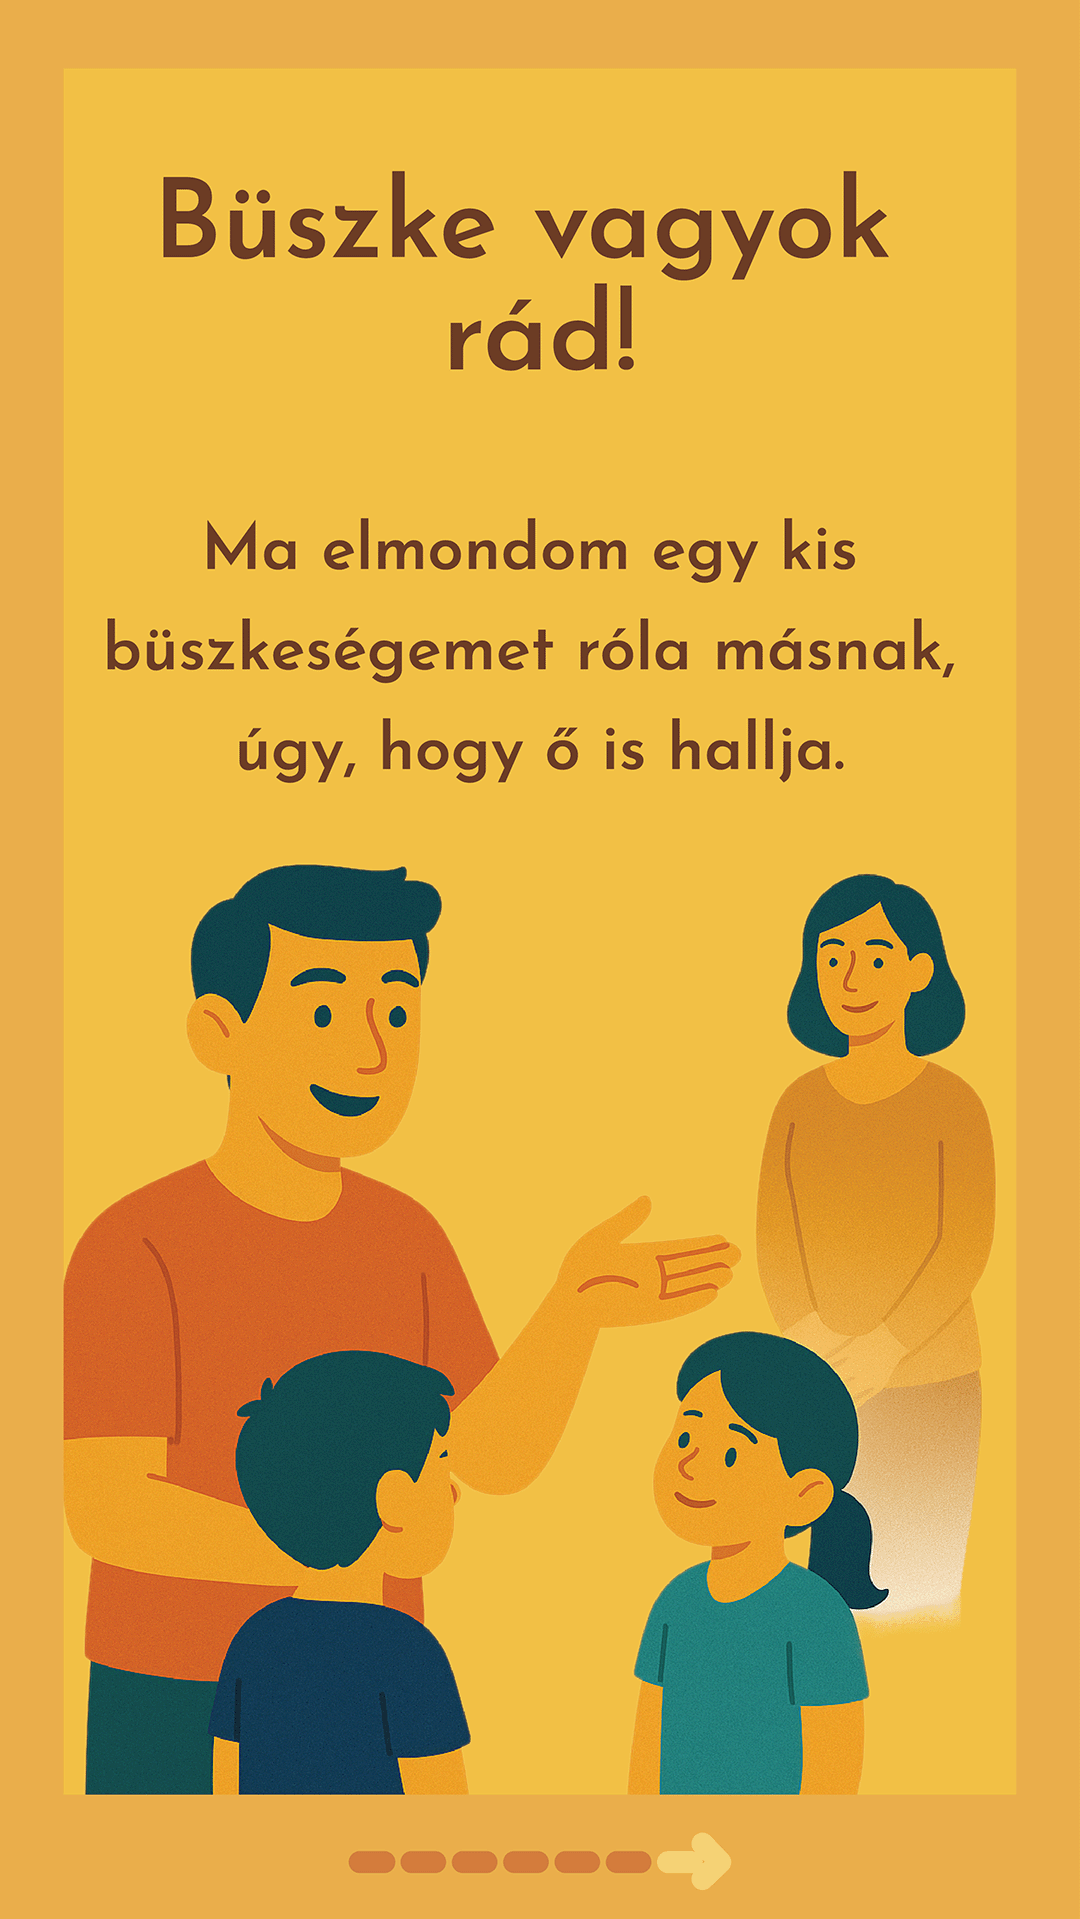 Büszke vagyok
rád!
Ma elmondom egy kis
büszkeségemet róla másnak,
úgy, hogy ő is hallja.